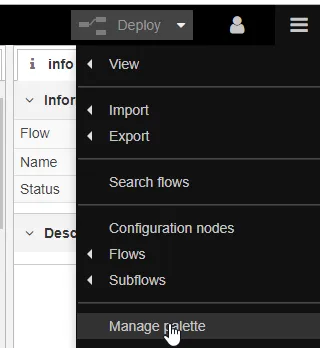 Deploy
info
View
Infor
Import
Flow
Export
Name
Status
Search flows
Configuration nodes
Desc
Flows
Subflows
Manage palette